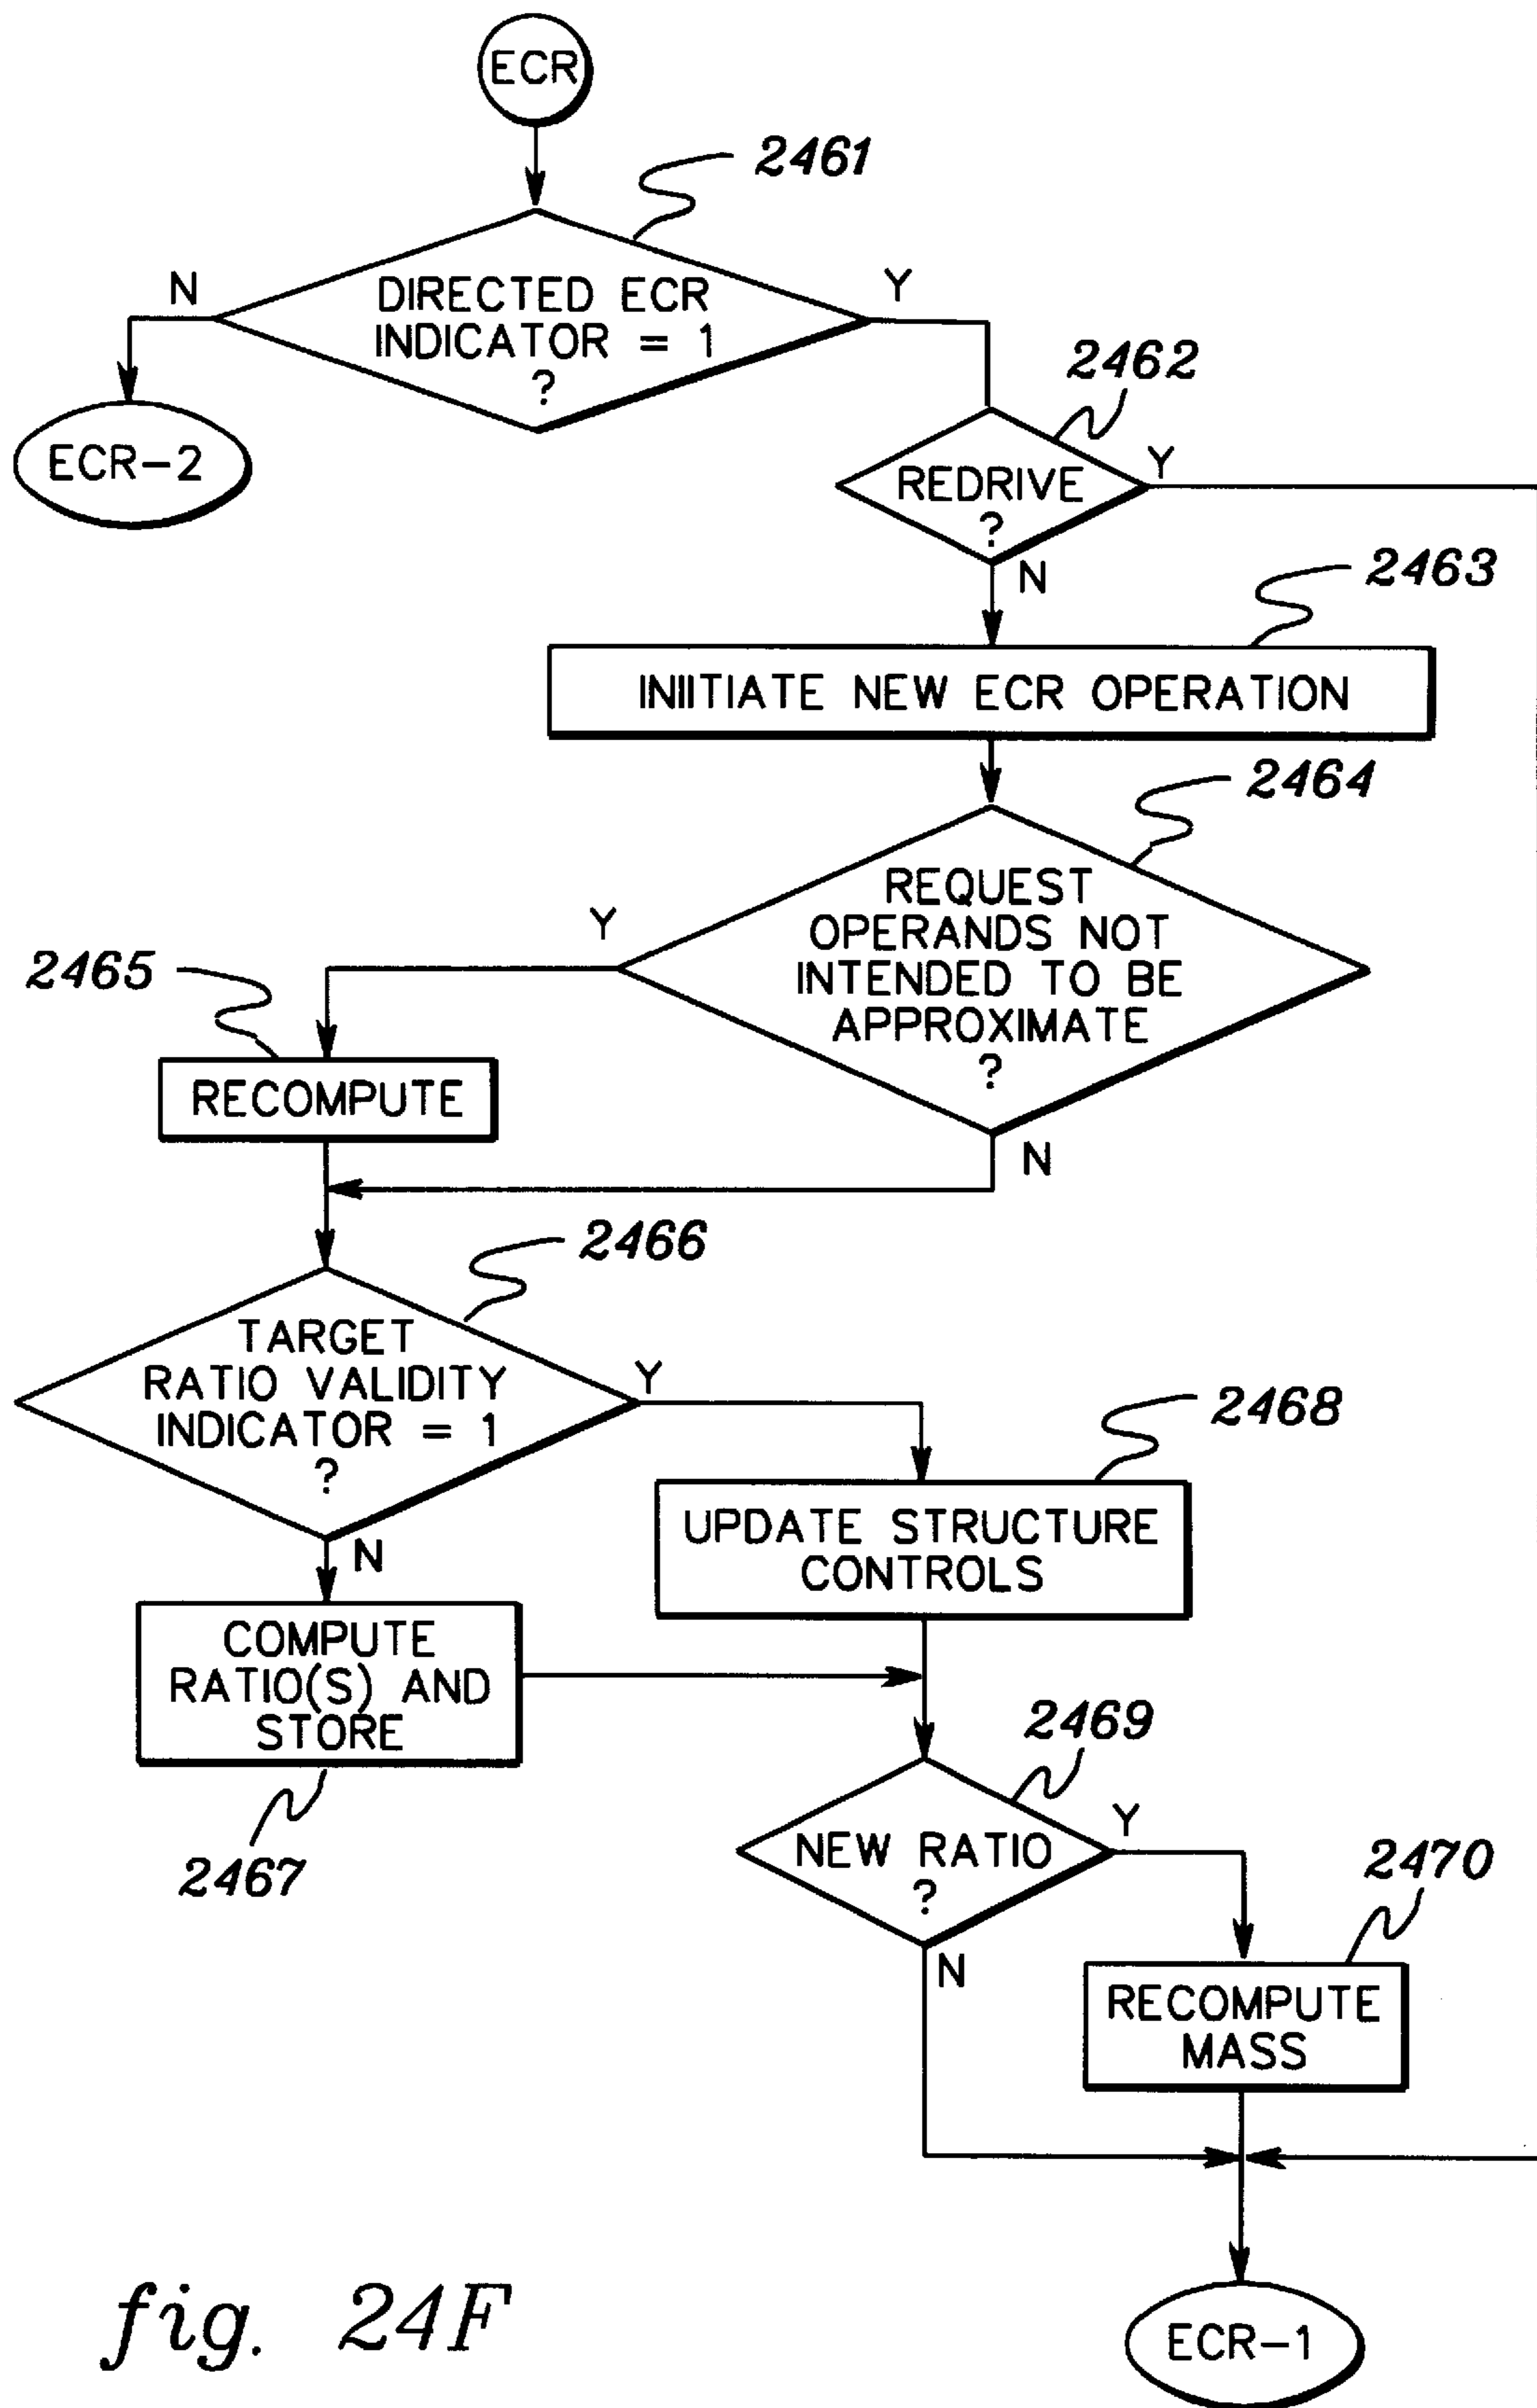 ECR
2461
N
DIRECTED ECR
INDICATOR = 1
?
Y
ECR-2
2462
REDRIVE
?
Y
N
2463
INIITIATE NEW ECR OPERATION
2464
REQUEST
OPERANDS NOT
INTENDED TO BE
APPROXIMATE
?
Y
N
2465
RECOMPUTE
2466
TARGET
RATIO VALIDITY
INDICATOR = 1
?
Y
N
2468
UPDATE STRUCTURE
CONTROLS
COMPUTE
RATIO(S) AND
STORE
2467
2469
NEW RATIO
?
Y
N
2470
RECOMPUTE
MASS
ECR-1
fig. 24F